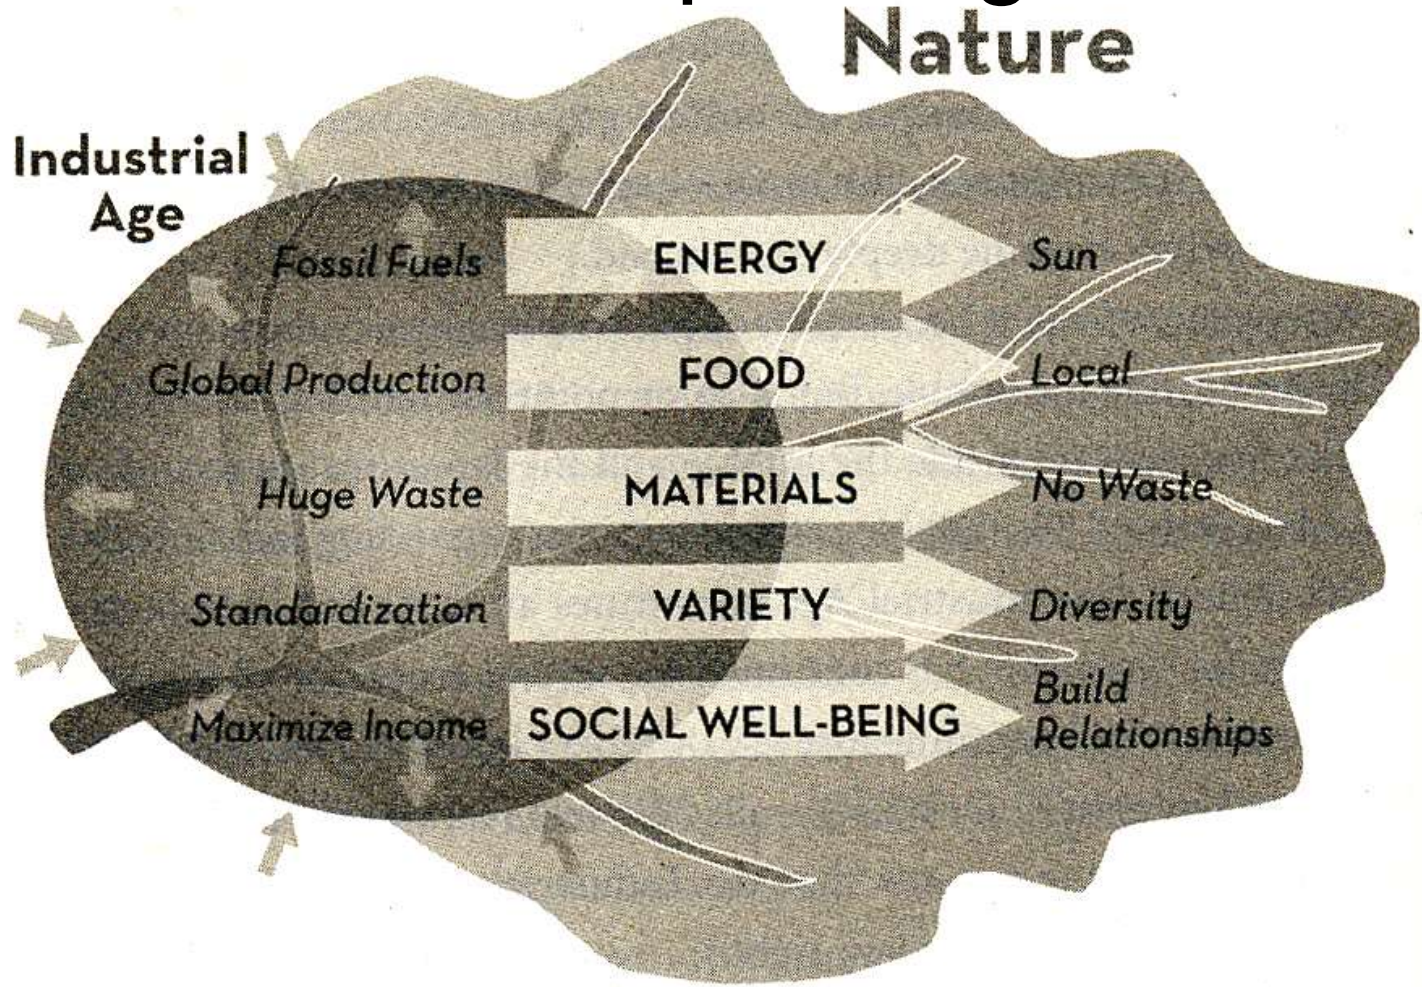 Nature
Industrial
Age
Fossil Fuels ENERGY Sun
Global Production FOOD Local
Huge Waste MATERIALS No Waste
Standardization VARIETY Diversity
Maximize Income SOCIAL WELL-BEING Build
Relationships